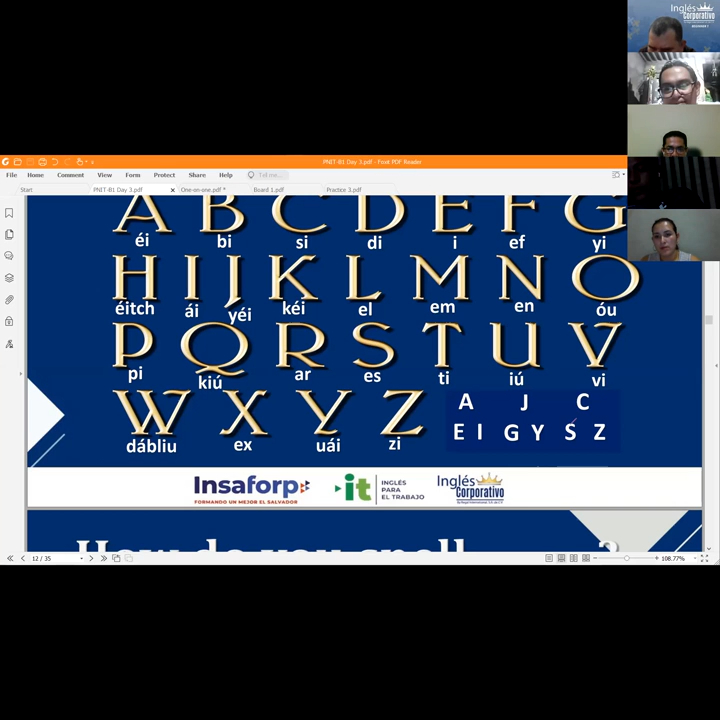 Inglés
Corporativo
BEGINNER 1
PNIT-B1 Day 3.pdf - Foxit PDF Reader
File Home Comment View Form Protect Share Help Tell me...
Start PNIT-B1 Day 3.pdf One-on-one.pdf * Board 1.pdf Practice 3.pdf
A B C D E F G
éi bi si di i ef yi
H I J K L M N O
éitch ái yéi kéi el em en óu
P Q R S T U V
pi kiú ar es ti iú vi
W X Y Z
dábliu ex uái zi
A J C
E I G Y S Z
Insaforp
FORMANDO UN MEJOR EL SALVADOR
it INGLÉS PARA EL TRABAJO
Inglés
Corporativo
How do you spell ?
12 / 35
108.77%